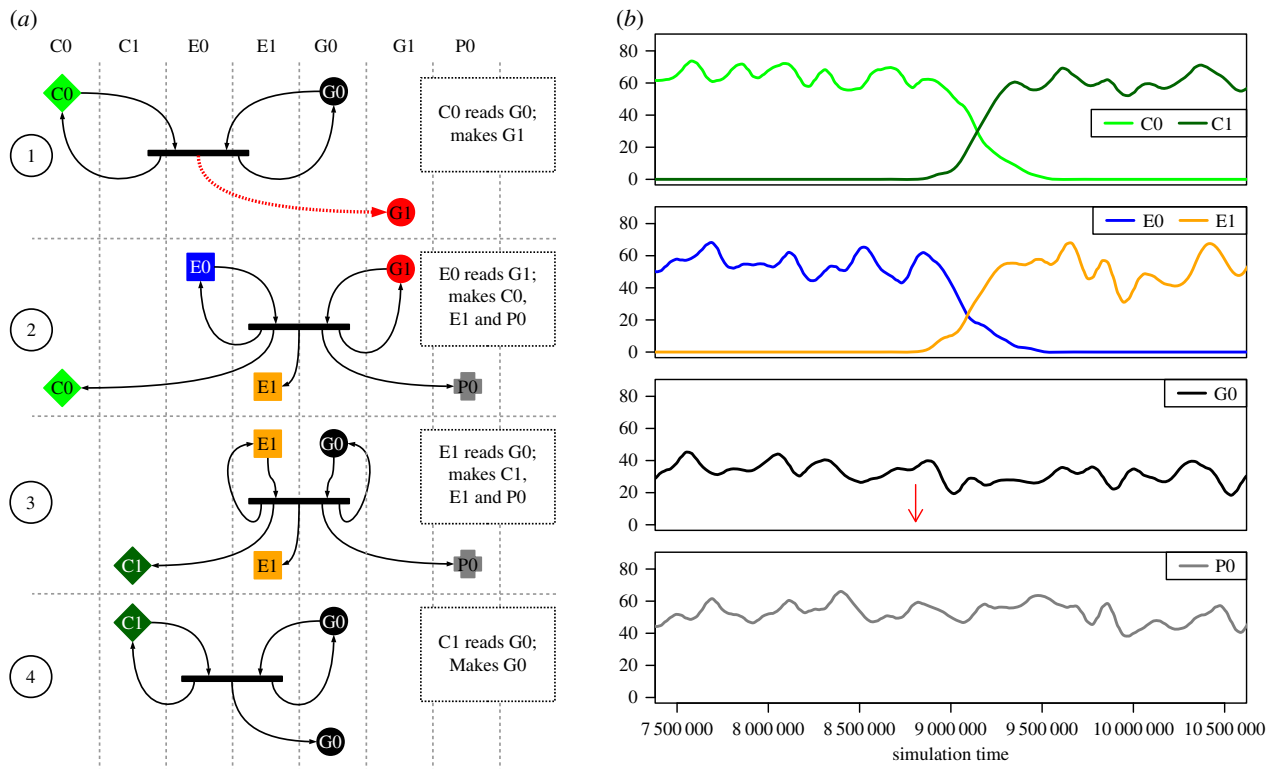 (a)
C0 C1 E0 E1 G0 G1 P0
C0 G0
C0 reads G0;
makes G1
1
G1
E0 G1
E0 reads G1;
makes C0,
E1 and P0
2
C0 E1 P0
E1 G0
E1 reads G0;
makes C1,
E1 and P0
3
C1 E1 P0
C1 G0
C1 reads G0;
Makes G0
4
G0
(b)
80
60
40
20
0
C0 C1
80
60
40
20
0
E0 E1
80
60
40
20
0
G0
80
60
40
20
0
P0
7 500 000 8 000 000 8 500 000 9 000 000 9 500 000 10 000 000 10 500 000
simulation time